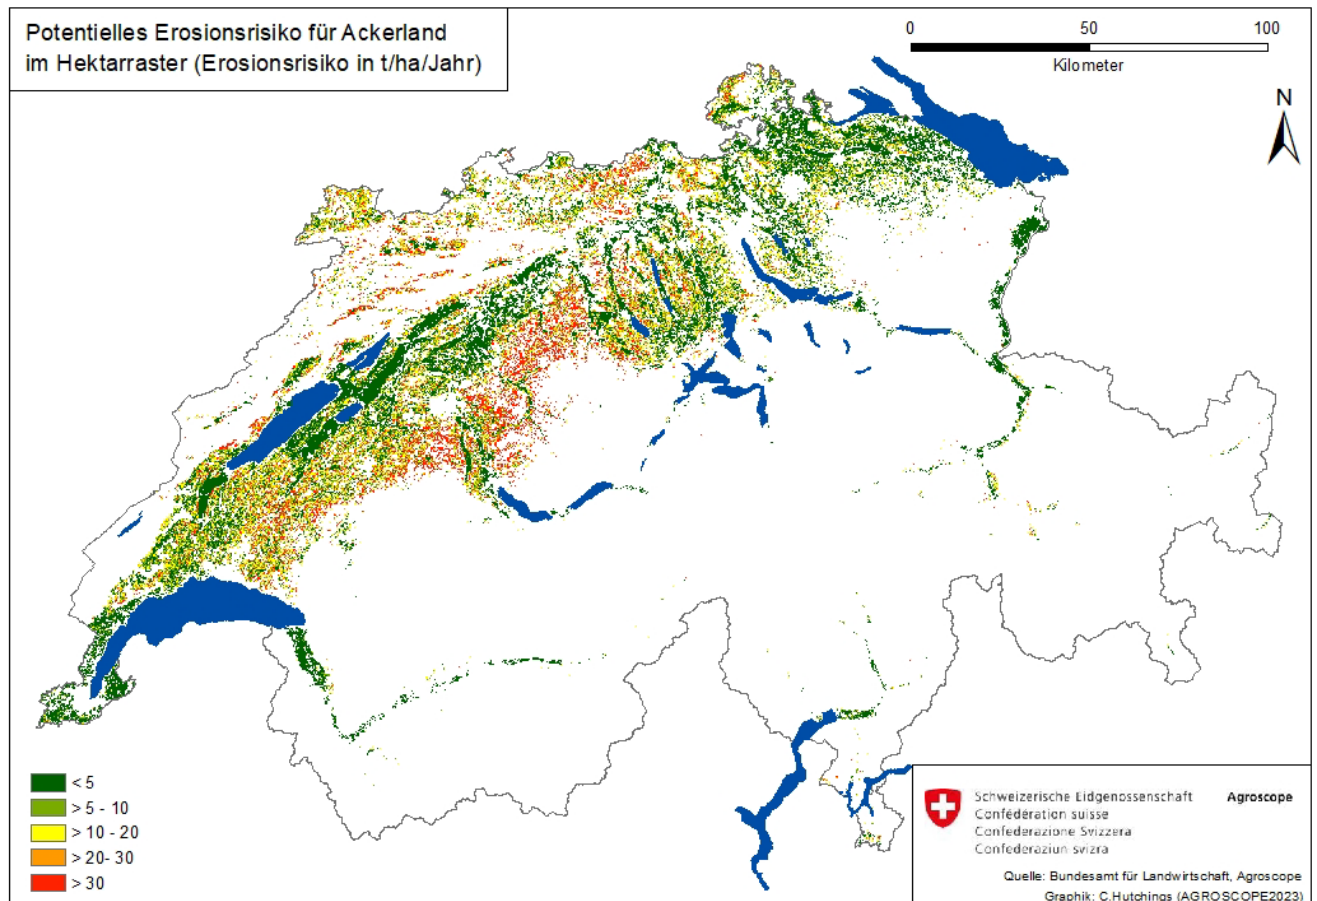 Potentielles Erosionsrisiko für Ackerland
im Hektarraster (Erosionsrisiko in t/ha/Jahr)
0 50 100
Kilometer
N
< 5
> 5 - 10
> 10 - 20
> 20- 30
> 30
Schweizerische Eidgenossenschaft Agroscope
Confédération suisse
Confederazione Svizzera
Confederaziun svizra
Quelle: Bundesamt für Landwirtschaft, Agroscope
Graphik: C.Hutchings (AGROSCOPE2023)